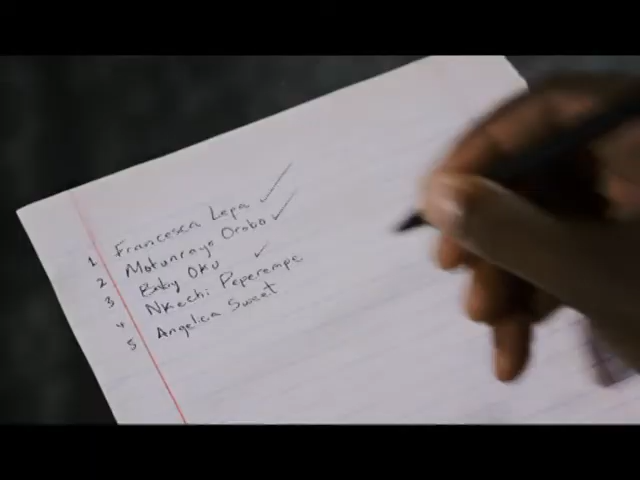 1 Francesca Lepa ✓
2 Motunrayo Orobo ✓
3 Baby OKU ✓
4 NKechi Peperempe
5 Angelica Sweet